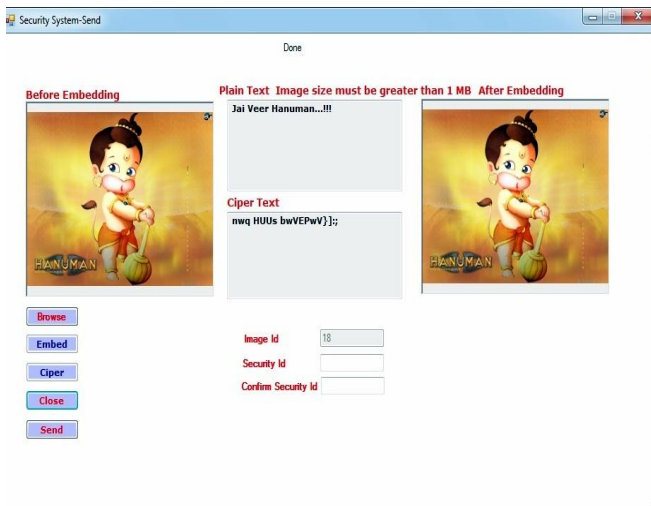 Security System-Send
Done
Before Embedding
Plain Text Image size must be greater than 1 MB After Embedding
Jai Veer Hanuman...!!!
HANUMAN
HANUMAN
Ciper Text
nwq HUUs bwVEPwV}]:;
Browse
Embed
Ciper
Close
Send
Image Id 18
Security Id
Confirm Security Id